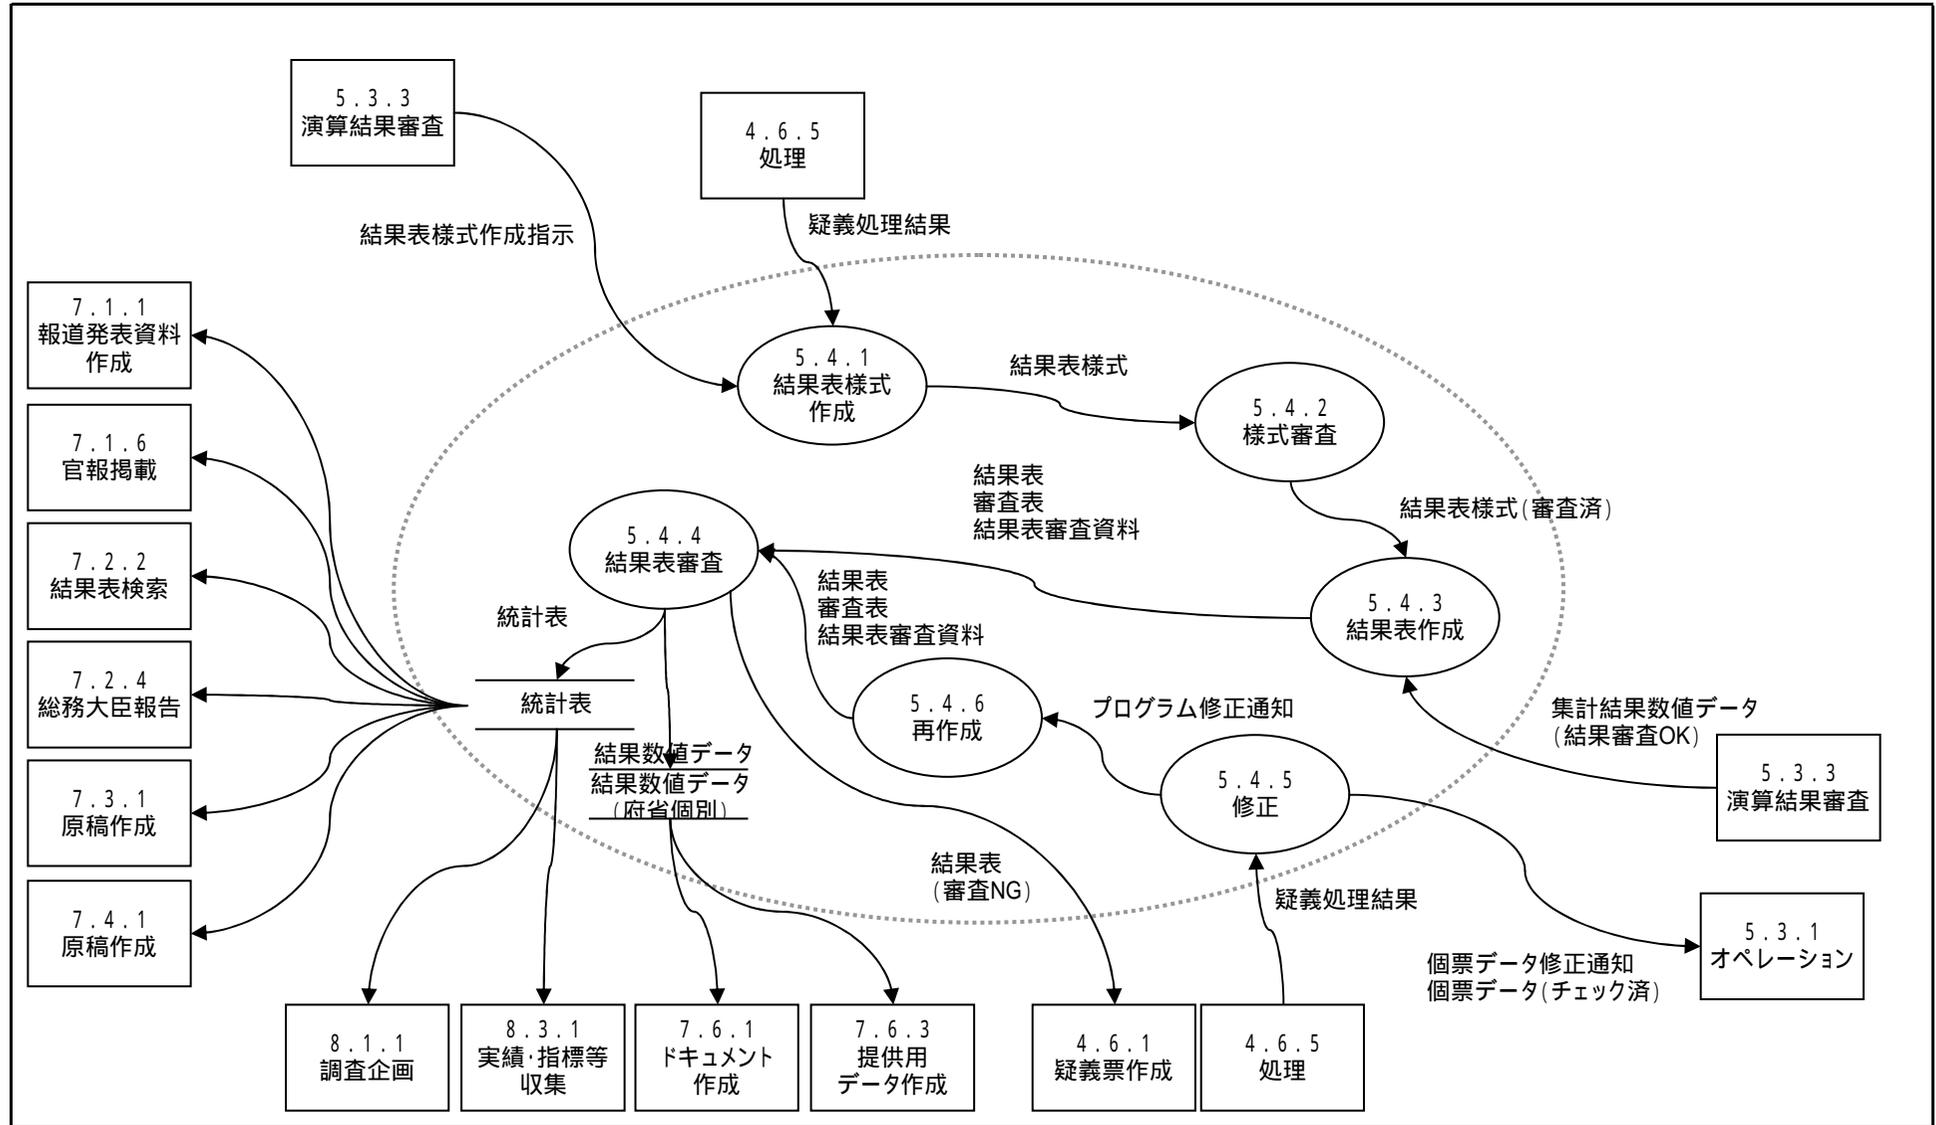 5.3.3
演算結果審査
4.6.5
処理
結果表様式作成指示
疑義処理結果
7.1.1
報道発表資料
作成
5.4.1
結果表様式
作成
結果表様式
5.4.2
様式審査
7.1.6
官報掲載
結果表
審査表
結果表審査資料
結果表様式(審査済)
5.4.4
結果表審査
7.2.2
結果表検索
結果表
審査表
結果表審査資料
5.4.3
結果表作成
統計表
7.2.4
総務大臣報告
統計表
5.4.6
再作成
プログラム修正通知
集計結果数値データ
(結果審査OK)
結果数値データ
結果数値データ
(府省個別)
5.4.5
修正
5.3.3
演算結果審査
7.3.1
原稿作成
結果表
(審査NG)
疑義処理結果
7.4.1
原稿作成
5.3.1
オペレーション
個票データ修正通知
個票データ(チェック済)
8.1.1
調査企画
8.3.1
実績・指標等
収集
7.6.1
ドキュメント
作成
7.6.3
提供用
データ作成
4.6.1
疑義票作成
4.6.5
処理